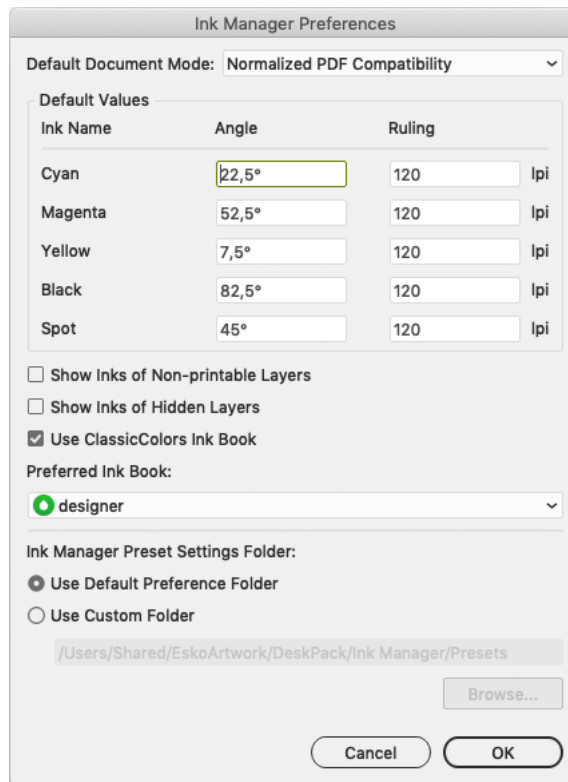 Ink Manager Preferences
Default Document Mode: Normalized PDF Compatibility
Default Values
Ink Name Angle Ruling
Cyan 22,5° 120 lpi
Magenta 52,5° 120 lpi
Yellow 7,5° 120 lpi
Black 82,5° 120 lpi
Spot 45° 120 lpi
Show Inks of Non-printable Layers
Show Inks of Hidden Layers
Use ClassicColors Ink Book
Preferred Ink Book:
designer
Ink Manager Preset Settings Folder:
Use Default Preference Folder
Use Custom Folder
/Users/Shared/EskoArtwork/DeskPack/Ink Manager/Presets
Browse...
Cancel OK